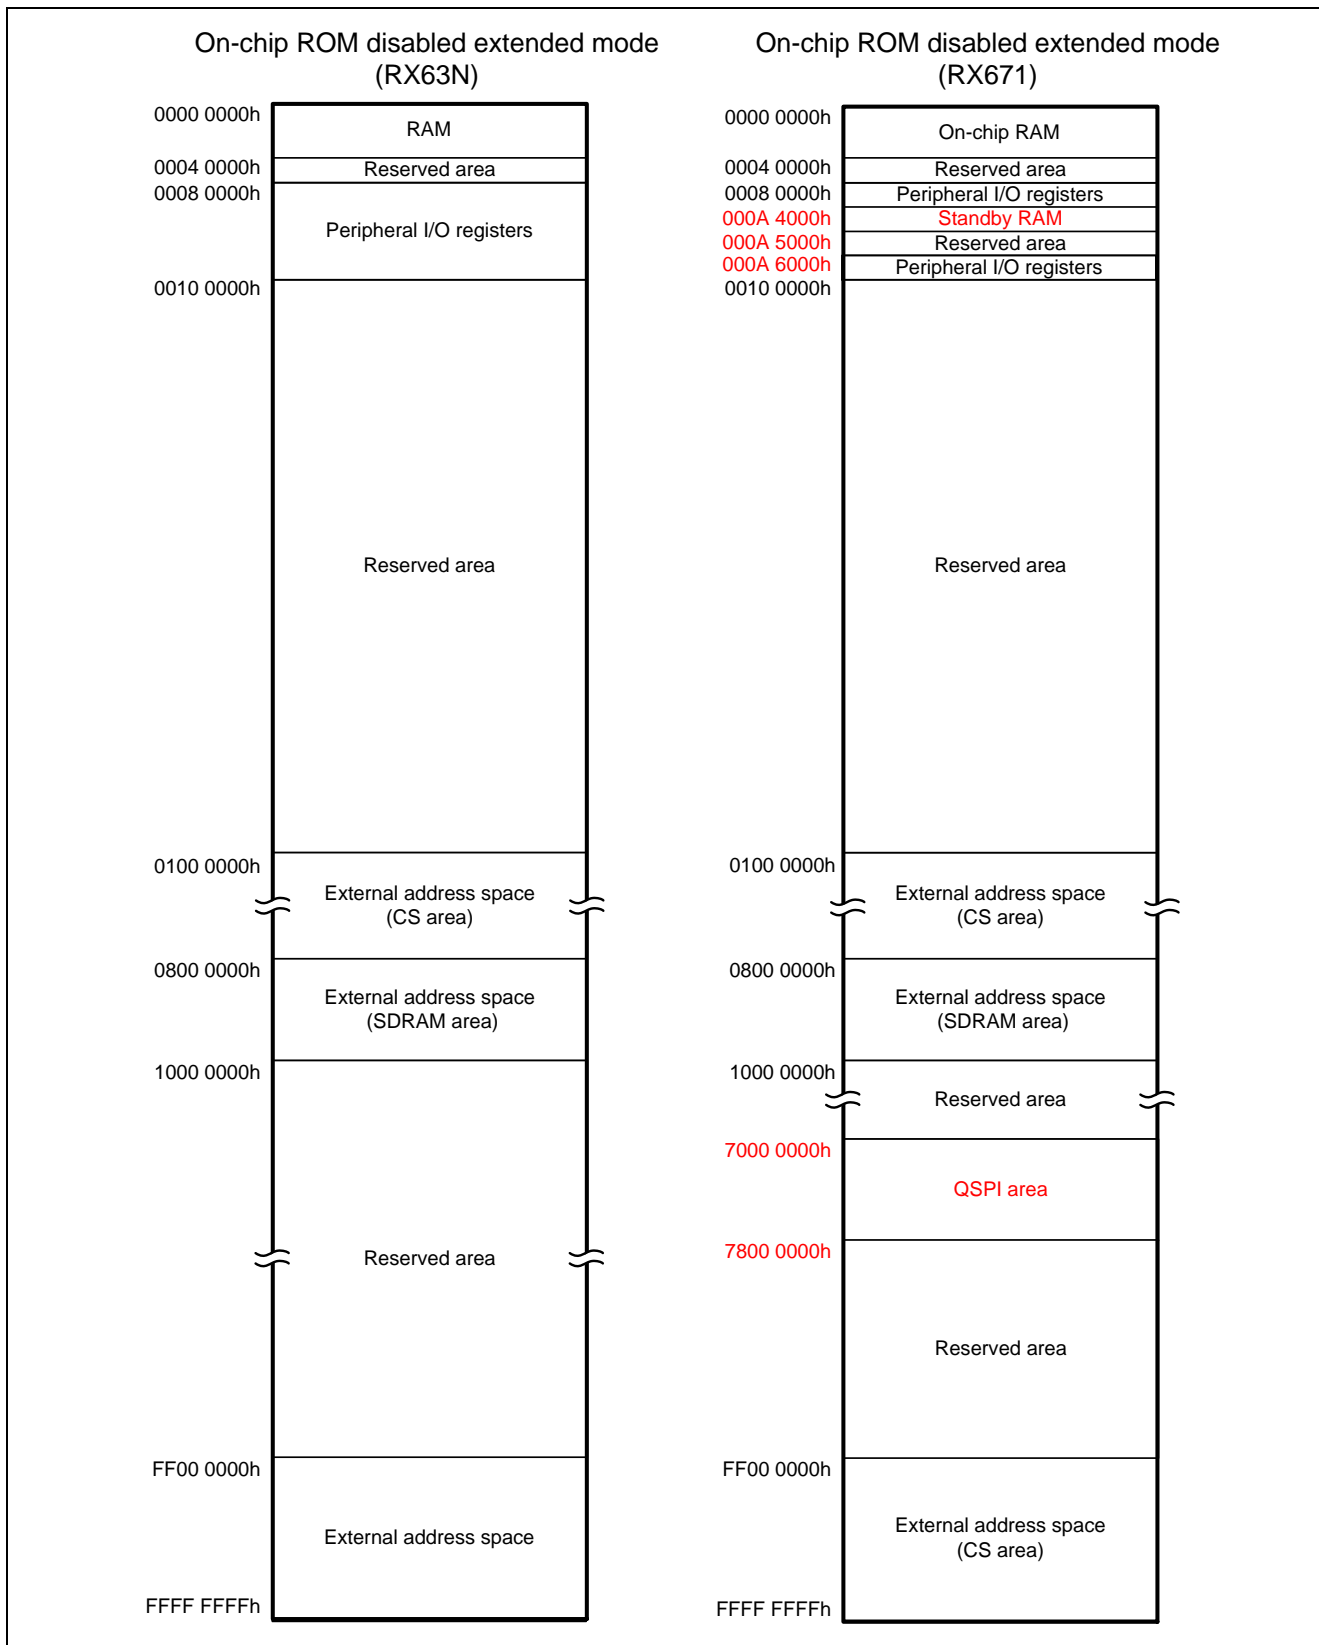 On-chip ROM disabled extended mode
(RX63N)
0000 0000h
RAM
0004 0000h
Reserved area
0008 0000h
Peripheral I/O registers
0010 0000h
Reserved area
0100 0000h
External address space
(CS area)
0800 0000h
External address space
(SDRAM area)
1000 0000h
Reserved area
FF00 0000h
External address space
FFFF FFFFh
On-chip ROM disabled extended mode
(RX671)
0000 0000h
On-chip RAM
0004 0000h
Reserved area
0008 0000h
Peripheral I/O registers
000A 4000h
Standby RAM
000A 5000h
Reserved area
000A 6000h
Peripheral I/O registers
0010 0000h
Reserved area
0100 0000h
External address space
(CS area)
0800 0000h
External address space
(SDRAM area)
1000 0000h
Reserved area
7000 0000h
QSPI area
7800 0000h
Reserved area
FF00 0000h
External address space
(CS area)
FFFF FFFFh